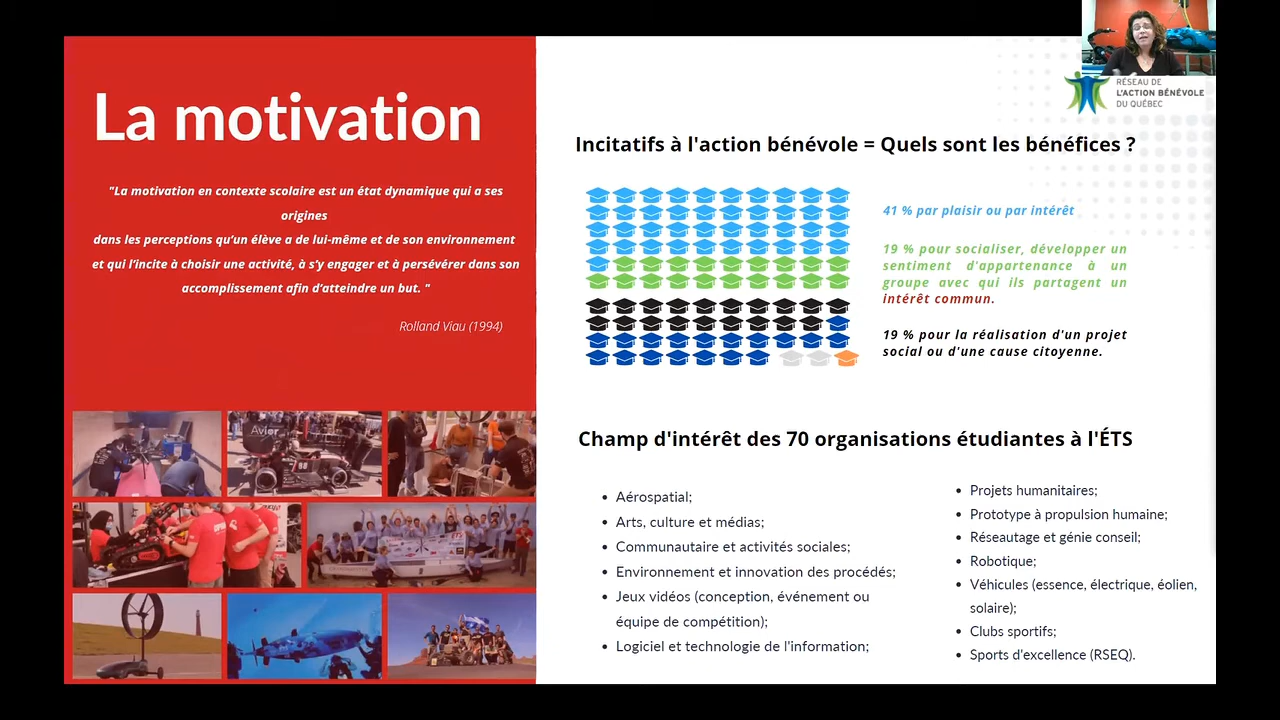 La motivation
"La motivation en contexte scolaire est un état dynamique qui a ses
origines
dans les perceptions qu'un élève a de lui-même et de son environnement
et qui l'incite à choisir une activité, à s'y engager et à persévérer dans son
accomplissement afin d'atteindre un but. "
Rolland Viau (1994)
Avior
RÉSEAU DE
L'ACTION BÉNÉVOLE
DU QUÉBEC
Incitatifs à l'action bénévole = Quels sont les bénéfices ?
41 % par plaisir ou par intérêt
19 % pour socialiser, développer un
sentiment d'appartenance à un
groupe avec qui ils partagent un
intérêt commun.
19 % pour la réalisation d'un projet
social ou d'une cause citoyenne.
Champ d'intérêt des 70 organisations étudiantes à l'ÉTS
• Aérospatial;
• Arts, culture et médias;
• Communautaire et activités sociales;
• Environnement et innovation des procédés;
• Jeux vidéos (conception, événement ou
équipe de compétition);
• Logiciel et technologie de l'information;
• Projets humanitaires;
• Prototype à propulsion humaine;
• Réseautage et génie conseil;
• Robotique;
• Véhicules (essence, électrique, éolien,
solaire);
• Clubs sportifs;
• Sports d'excellence (RSEQ).